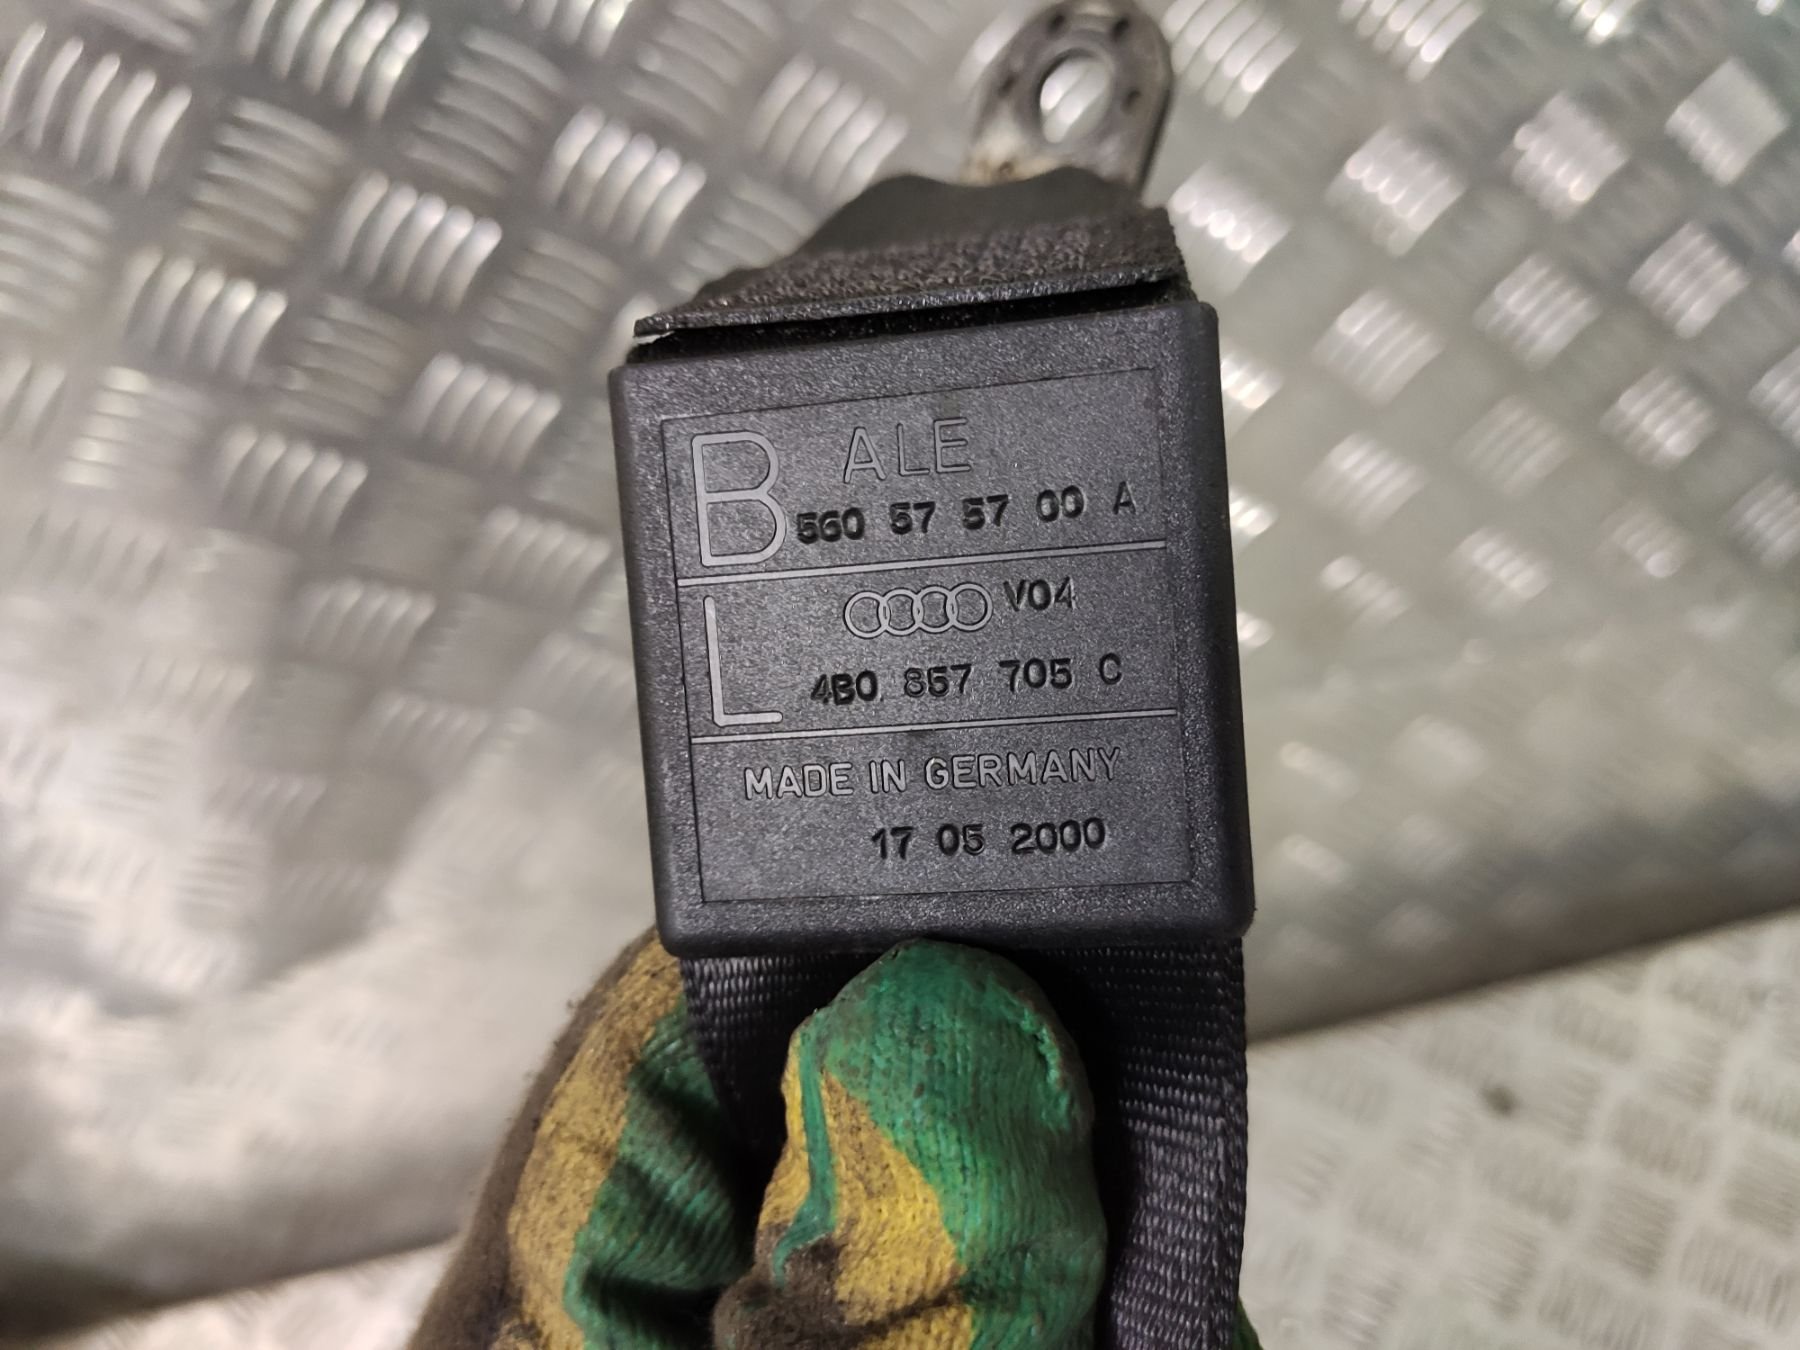 B ALE
560 57 57 00 A
L V04
4B0 857 705 C
MADE IN GERMANY
17 05 2000